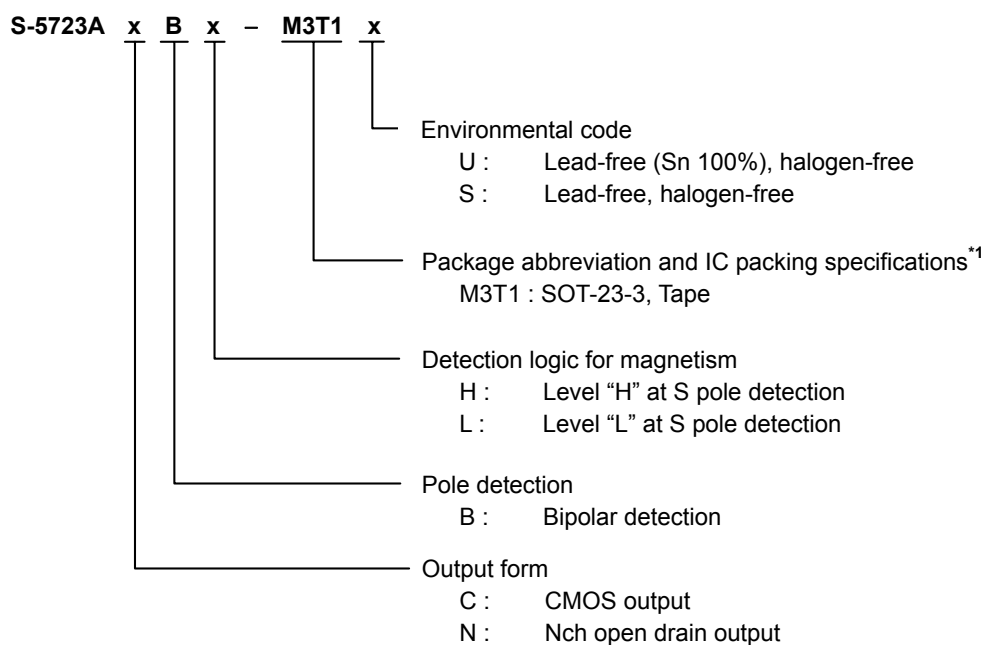 S-5723A x B x – M3T1 x
Environmental code
U : Lead-free (Sn 100%), halogen-free
S : Lead-free, halogen-free
Package abbreviation and IC packing specifications*1
M3T1 : SOT-23-3, Tape
Detection logic for magnetism
H : Level “H” at S pole detection
L : Level “L” at S pole detection
Pole detection
B : Bipolar detection
Output form
C : CMOS output
N : Nch open drain output